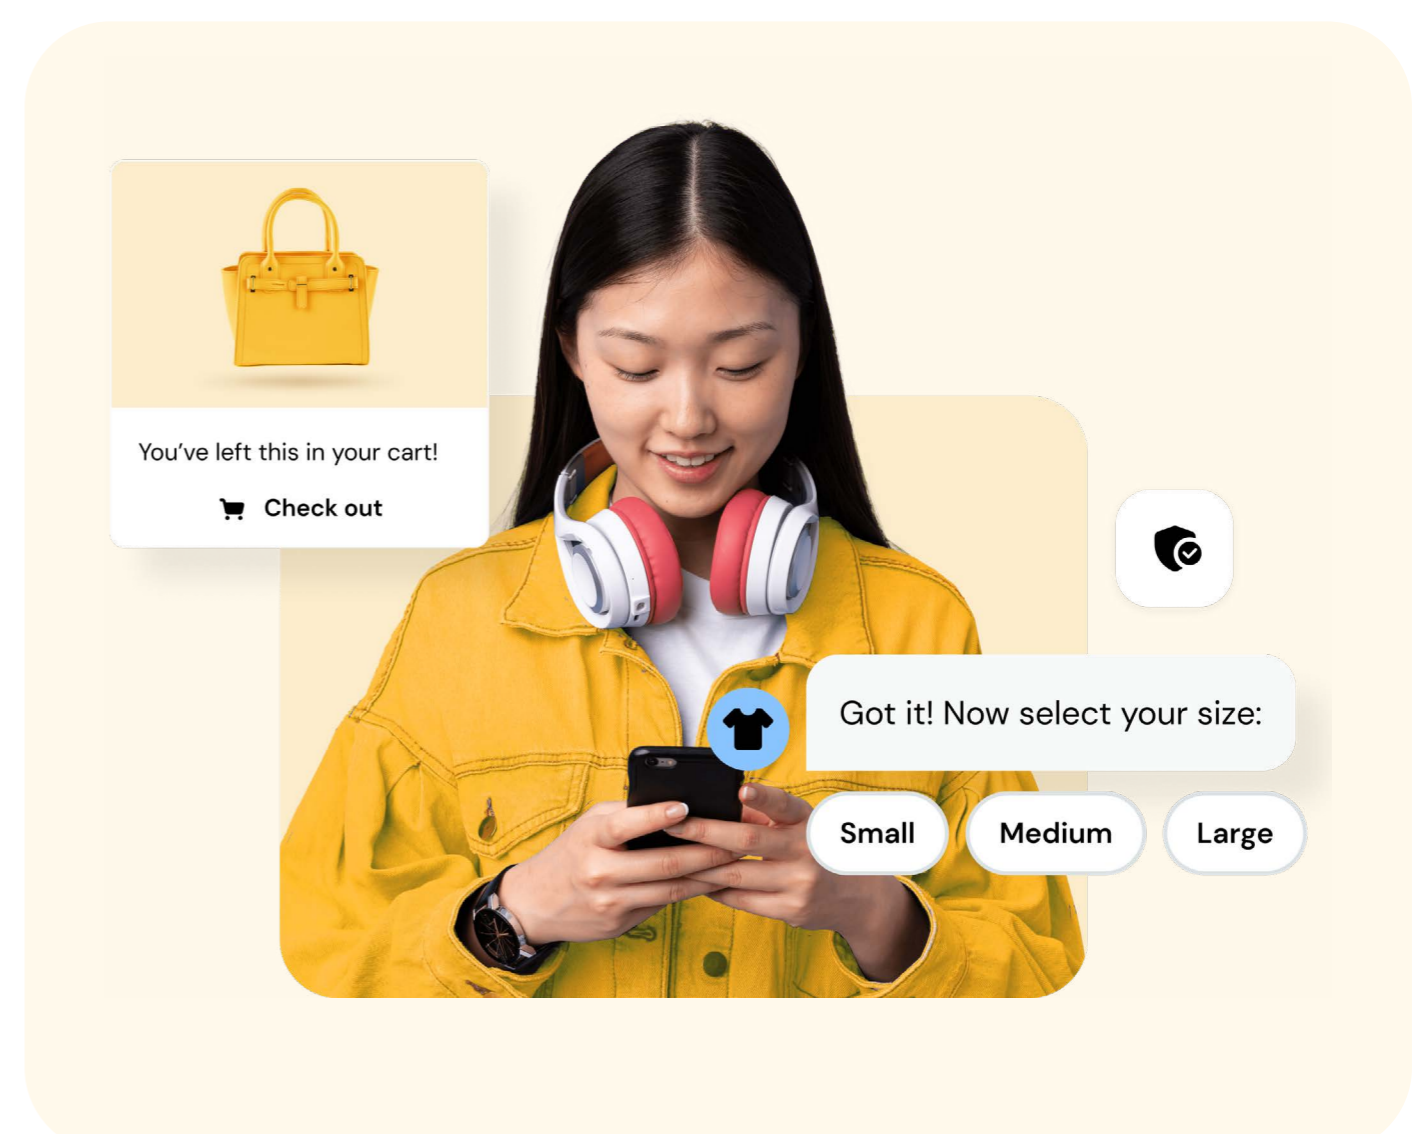 You’ve left this in your cart!
Check out
Got it! Now select your size:
Small
Medium
Large